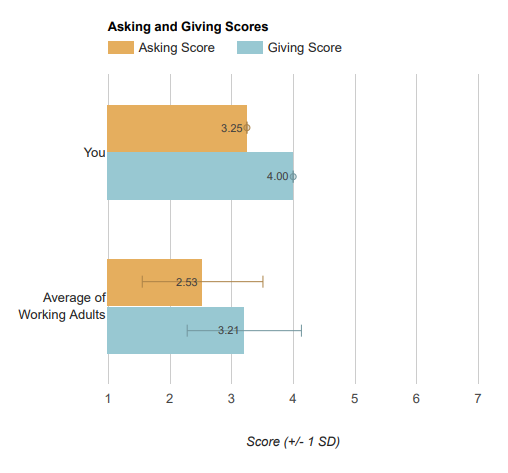 Asking and Giving Scores
Asking Score Giving Score
3.25
You
4.00
2.53
Average of
Working Adults
3.21
1 2 3 4 5 6 7
Score (+/- 1 SD)